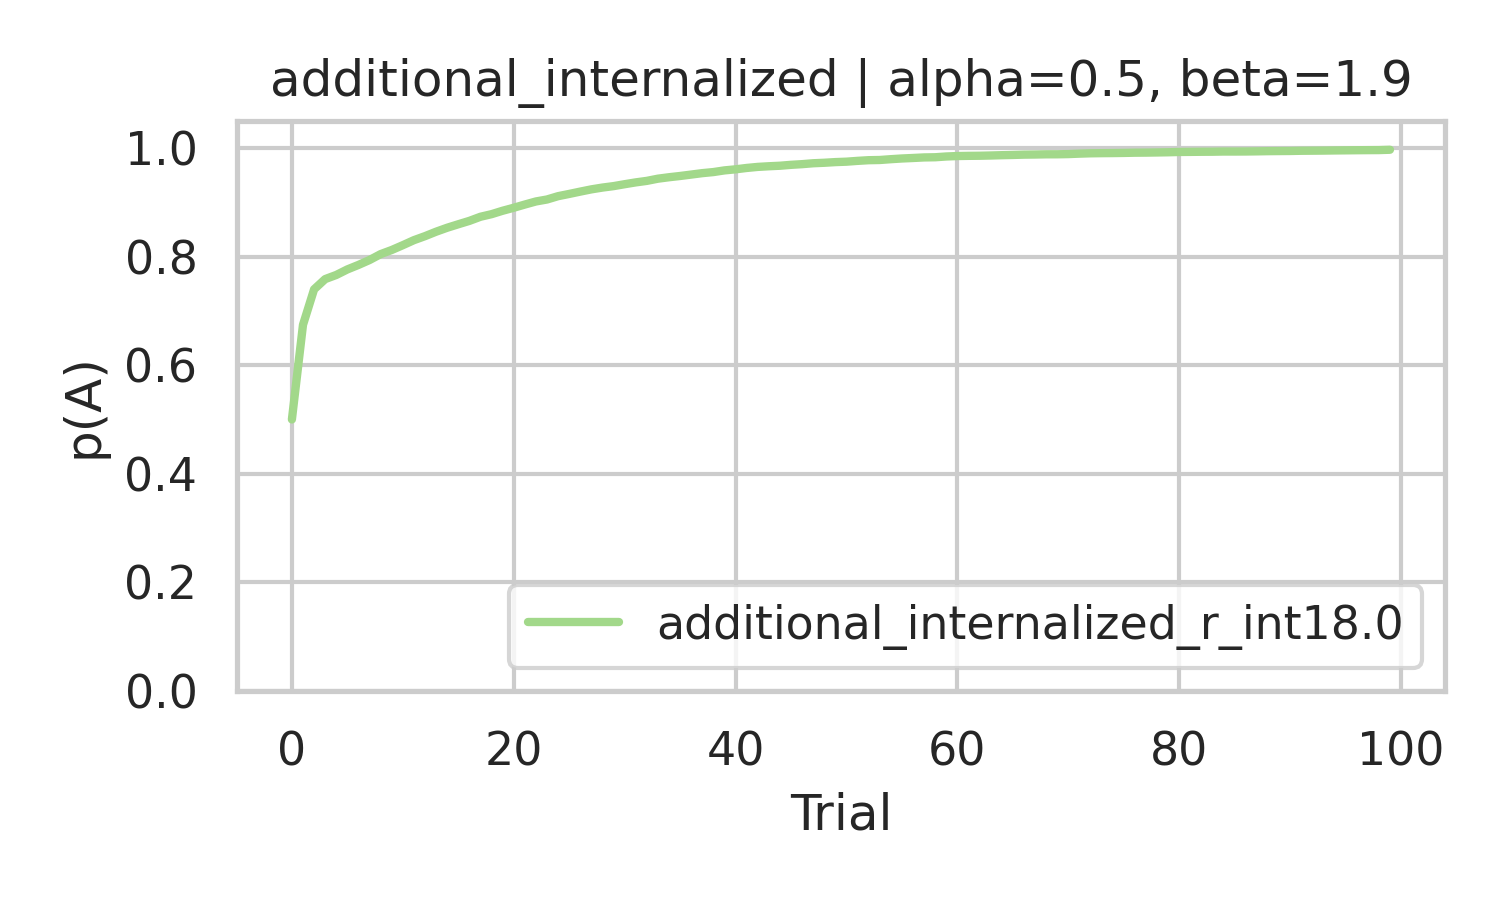 additional_internalized | alpha=0.5, beta=1.9
p(A)
1.0
0.8
0.6
0.4
0.2
0.0
additional_internalized_r_int18.0
0 20 40 60 80 100
Trial